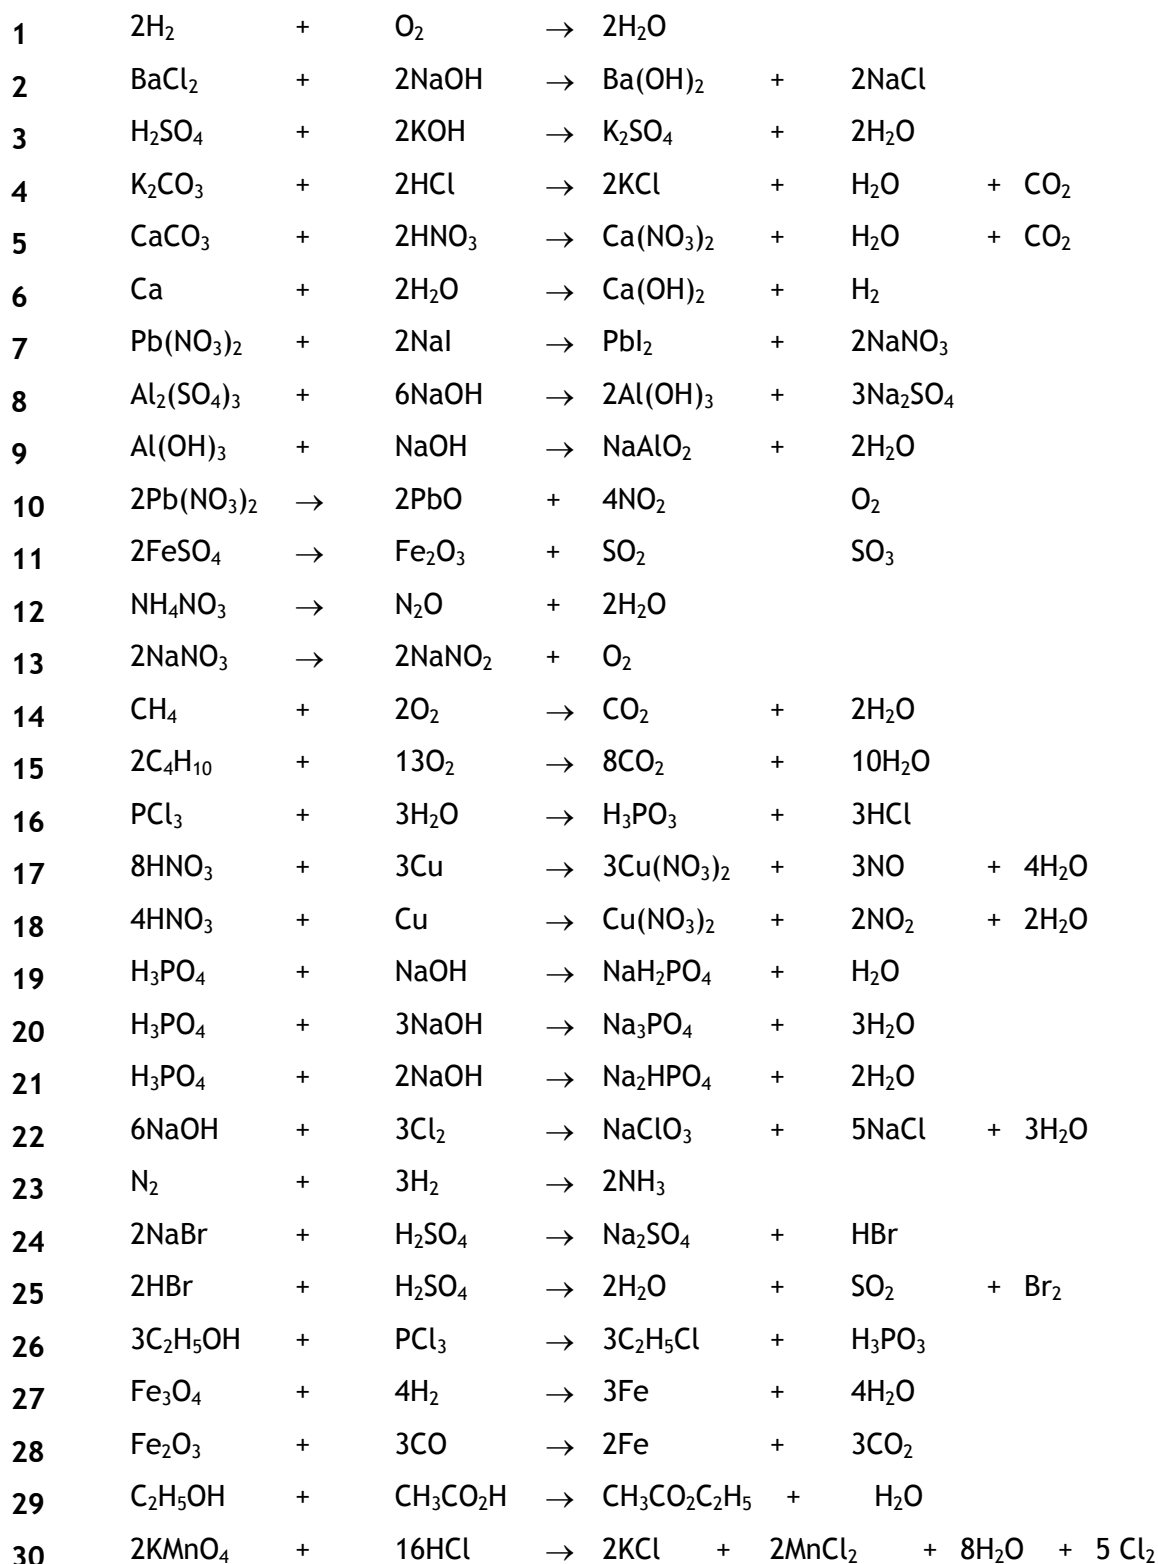 1 2H₂ + O₂ → 2H₂O
2 BaCl₂ + 2NaOH → Ba(OH)₂ + 2NaCl
3 H₂SO₄ + 2KOH → K₂SO₄ + 2H₂O
4 K₂CO₃ + 2HCl → 2KCl + H₂O + CO₂
5 CaCO₃ + 2HNO₃ → Ca(NO₃)₂ + H₂O + CO₂
6 Ca + 2H₂O → Ca(OH)₂ + H₂
7 Pb(NO₃)₂ + 2NaI → PbI₂ + 2NaNO₃
8 Al₂(SO₄)₃ + 6NaOH → 2Al(OH)₃ + 3Na₂SO₄
9 Al(OH)₃ + NaOH → NaAlO₂ + 2H₂O
10 2Pb(NO₃)₂ → 2PbO + 4NO₂ O₂
11 2FeSO₄ → Fe₂O₃ + SO₂ SO₃
12 NH₄NO₃ → N₂O + 2H₂O
13 2NaNO₃ → 2NaNO₂ + O₂
14 CH₄ + 2O₂ → CO₂ + 2H₂O
15 2C₄H₁₀ + 13O₂ → 8CO₂ + 10H₂O
16 PCl₃ + 3H₂O → H₃PO₃ + 3HCl
17 8HNO₃ + 3Cu → 3Cu(NO₃)₂ + 3NO + 4H₂O
18 4HNO₃ + Cu → Cu(NO₃)₂ + 2NO₂ + 2H₂O
19 H₃PO₄ + NaOH → NaH₂PO₄ + H₂O
20 H₃PO₄ + 3NaOH → Na₃PO₄ + 3H₂O
21 H₃PO₄ + 2NaOH → Na₂HPO₄ + 2H₂O
22 6NaOH + 3Cl₂ → NaClO₃ + 5NaCl + 3H₂O
23 N₂ + 3H₂ → 2NH₃
24 2NaBr + H₂SO₄ → Na₂SO₄ + HBr
25 2HBr + H₂SO₄ → 2H₂O + SO₂ + Br₂
26 3C₂H₅OH + PCl₃ → 3C₂H₅Cl + H₃PO₃
27 Fe₃O₄ + 4H₂ → 3Fe + 4H₂O
28 Fe₂O₃ + 3CO → 2Fe + 3CO₂
29 C₂H₅OH + CH₃CO₂H → CH₃CO₂C₂H₅ + H₂O
30 2KMnO₄ + 16HCl → 2KCl + 2MnCl₂ + 8H₂O + 5 Cl₂